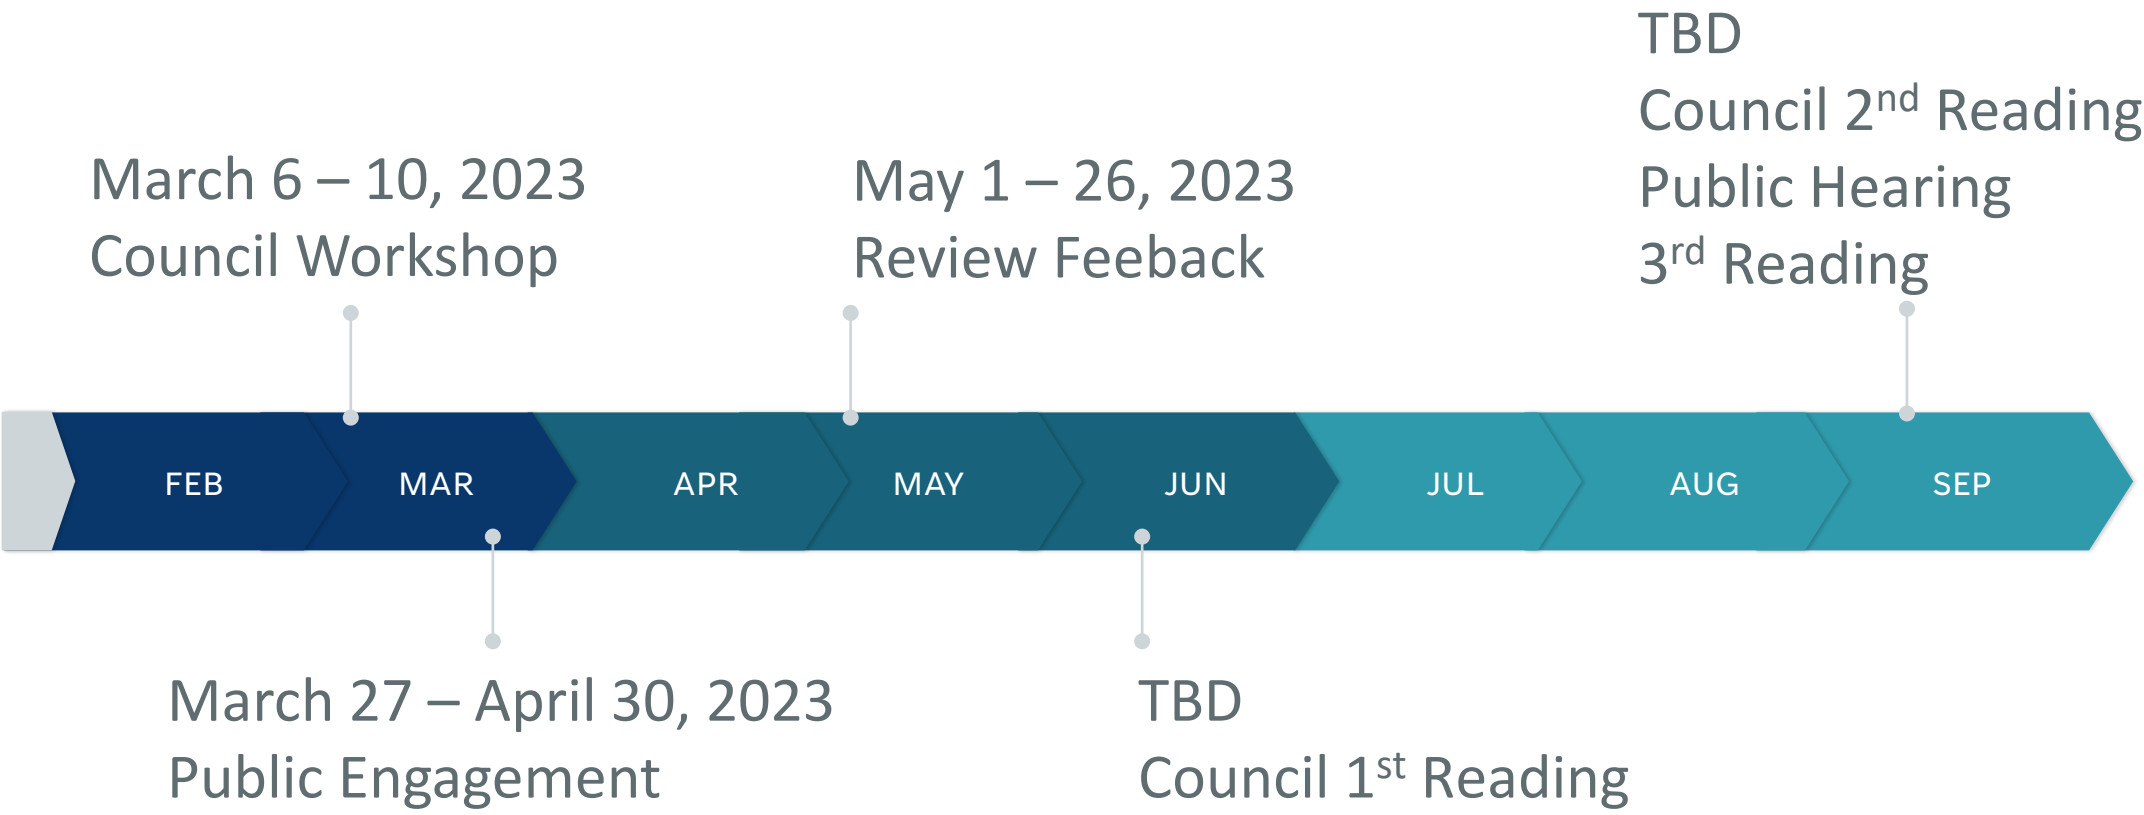 TBD
Council 2nd Reading
Public Hearing
3rd Reading
March 6 – 10, 2023
Council Workshop
May 1 – 26, 2023
Review Feeback
FEB
MAR
APR
MAY
JUN
JUL
AUG
SEP
March 27 – April 30, 2023
Public Engagement
TBD
Council 1st Reading